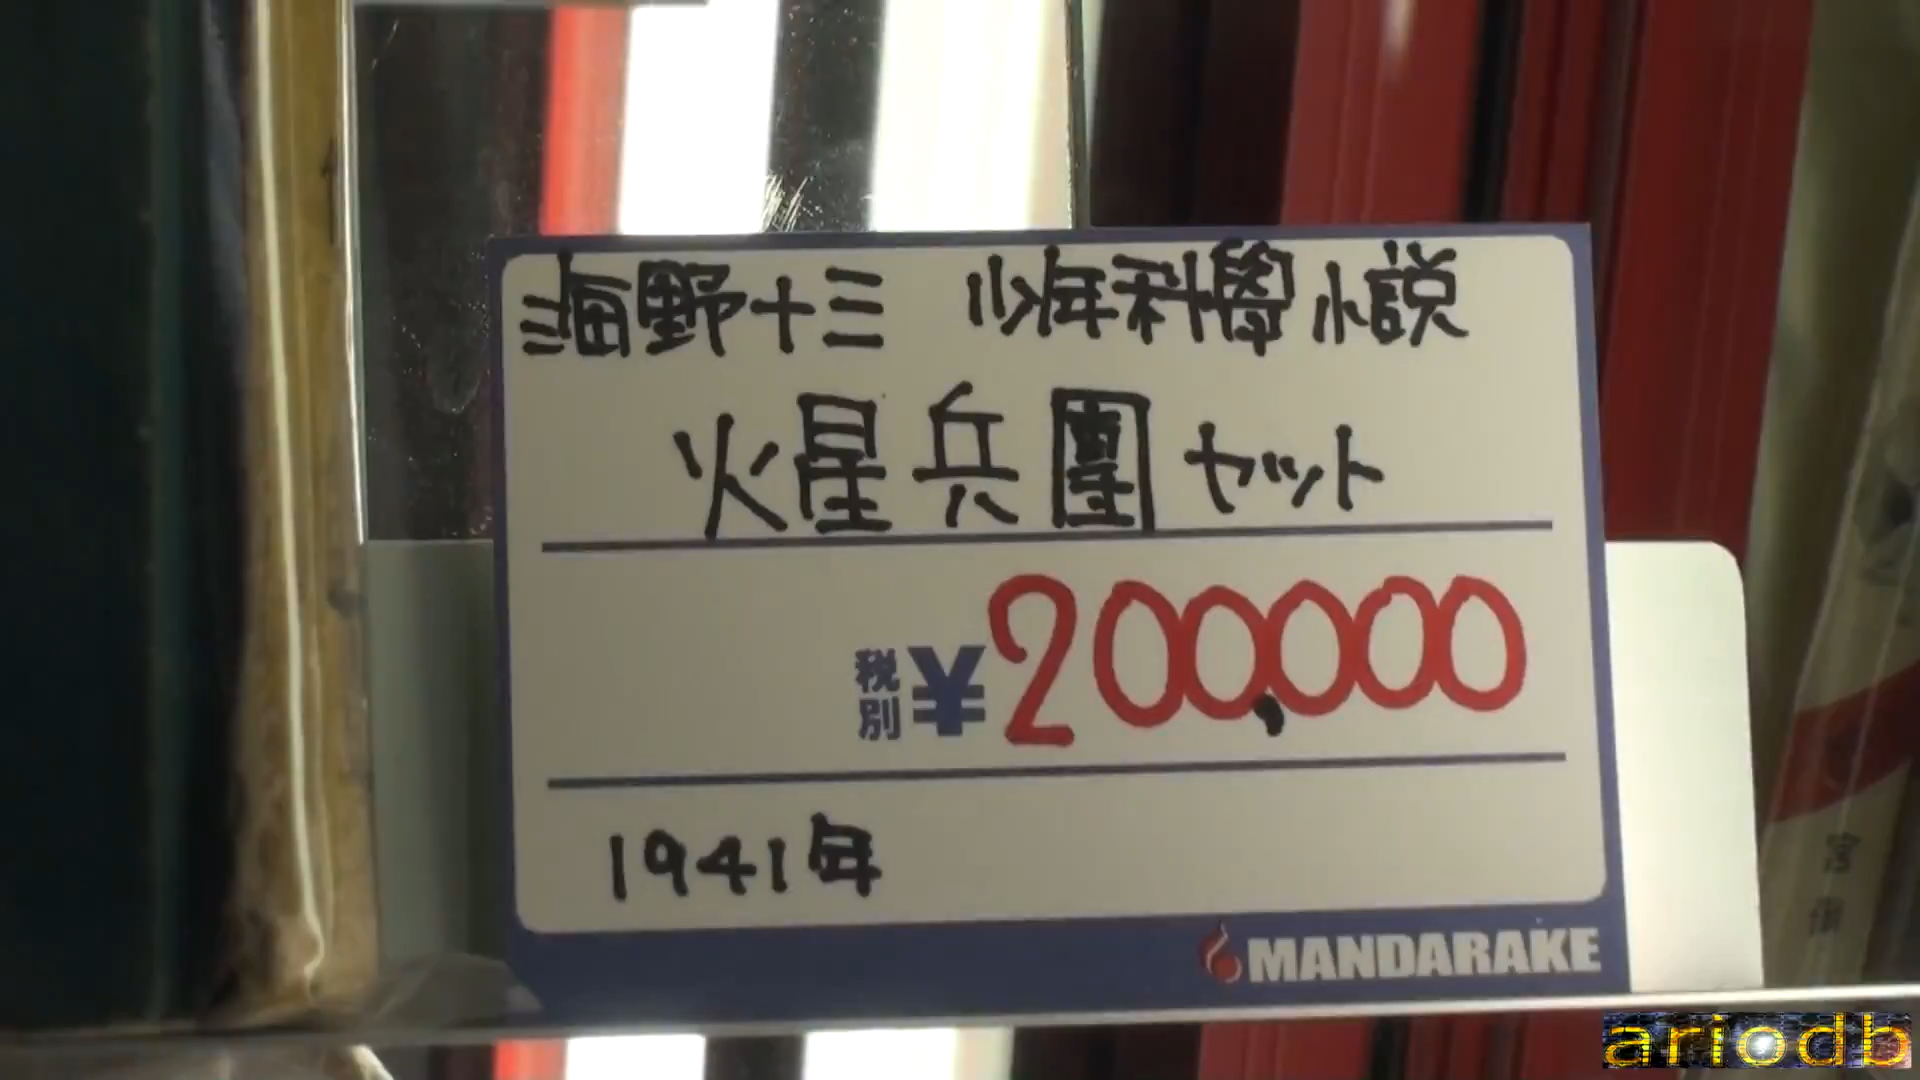 海野十三 少年科學小説
火星兵團セット
税別 ¥200,000
1941年
MANDARAKE
ariodb